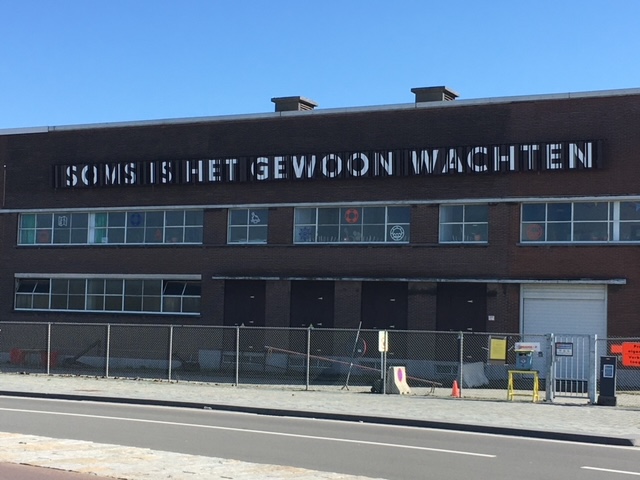 SOMS IS HET GEWOON WACHTEN